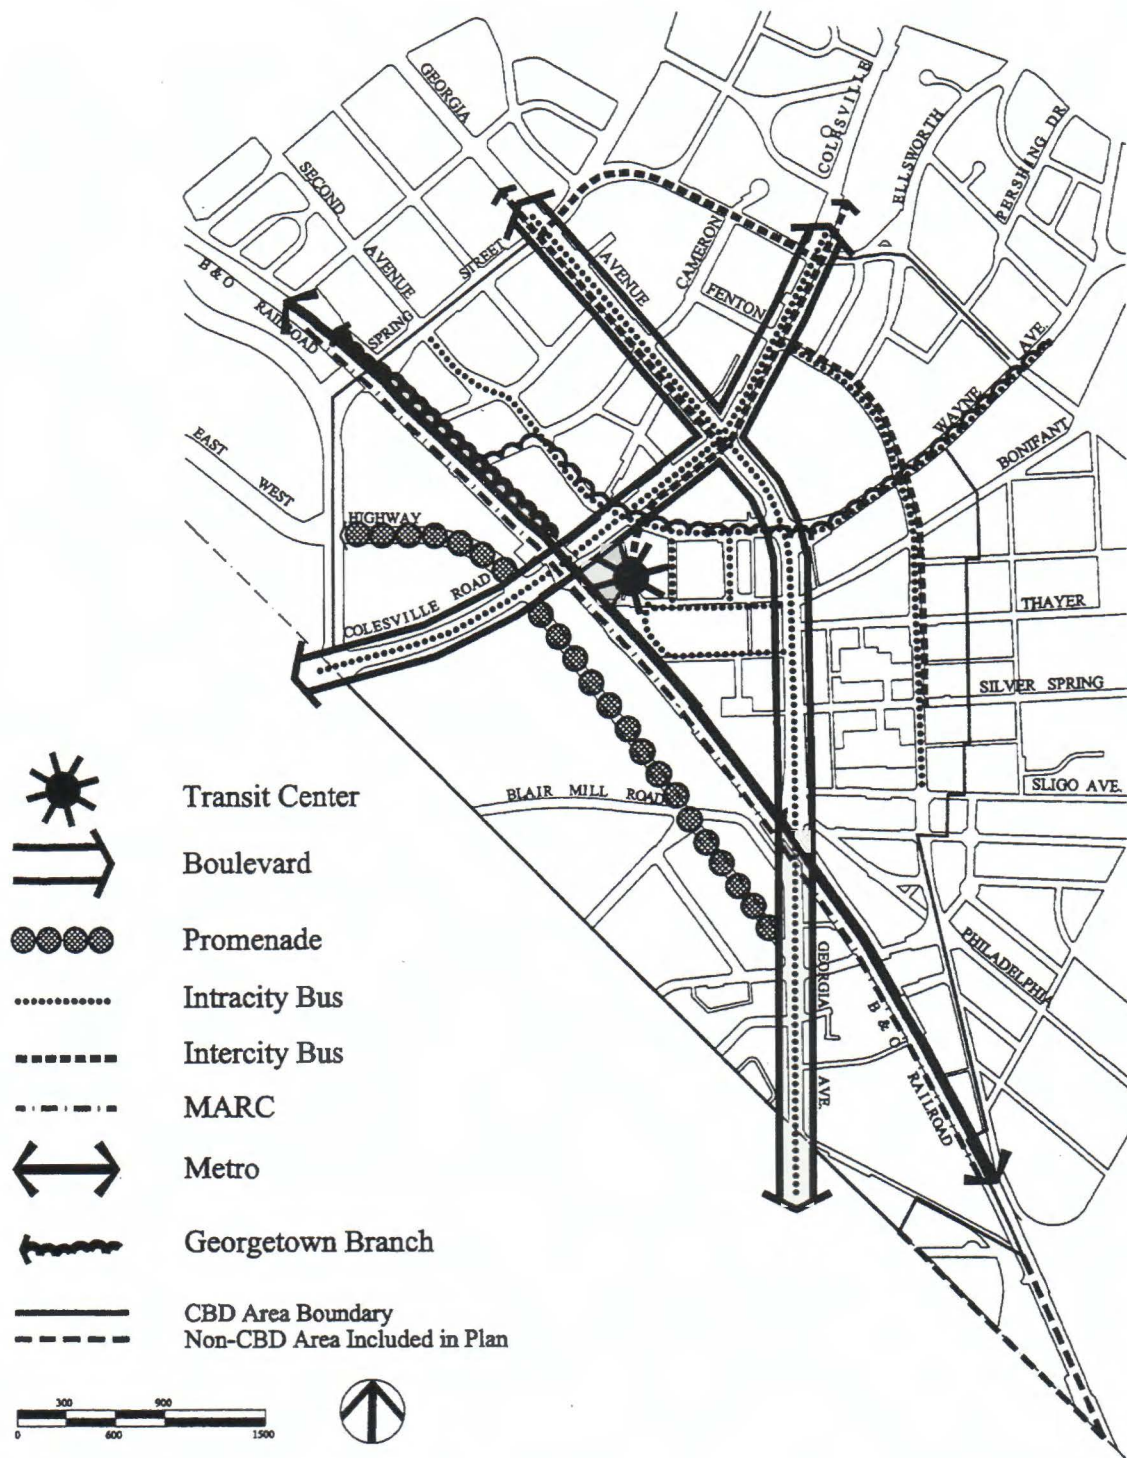 GEORGIA
COLESVILLE
ELLSWORTH
PERSHING DR.
SECOND
AVENUE
STREET
SPRING
AVENUE
CAMERON
FENTON
B & O
RAILROAD
WAYNE
AVE.
BONIFANT
EAST
WEST
HIGHWAY
COLESVILLE ROAD
THAYER
SILVER SPRING
SLIGO AVE.
BLAIR MILL ROAD
PHILADELPHIA
GEORGIA
AVE.
B & O
RAILROAD
Transit Center
Boulevard
Promenade
Intracity Bus
Intercity Bus
MARC
Metro
Georgetown Branch
CBD Area Boundary
Non-CBD Area Included in Plan
300 900
0 600 1500